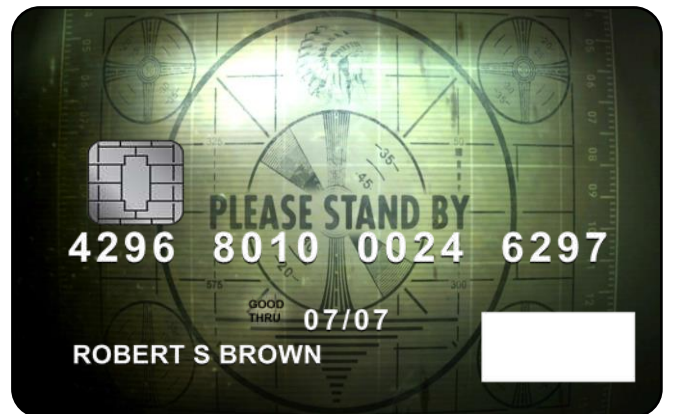 PLEASE STAND BY
4296 8010 0024 6297
GOOD
THRU 07/07
ROBERT S BROWN